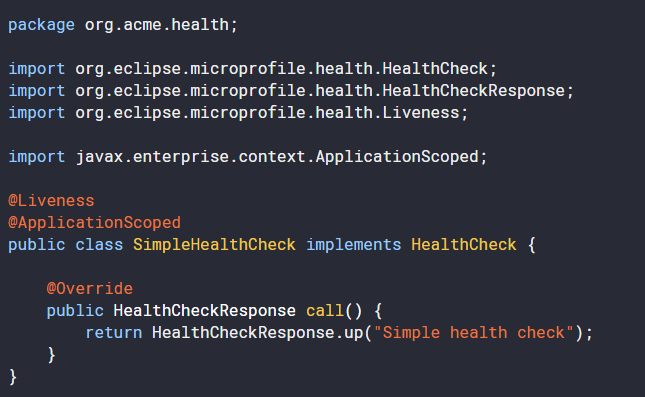 package org.acme.health;

import org.eclipse.microprofile.health.HealthCheck;
import org.eclipse.microprofile.health.HealthCheckResponse;
import org.eclipse.microprofile.health.Liveness;

import javax.enterprise.context.ApplicationScoped;

@Liveness
@ApplicationScoped
public class SimpleHealthCheck implements HealthCheck {

    @Override
    public HealthCheckResponse call() {
        return HealthCheckResponse.up("Simple health check");
    }
}